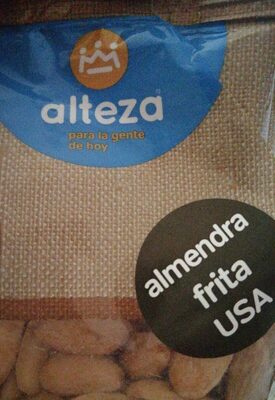 alteza
para la gente
de hoy
almendra
frita
USA